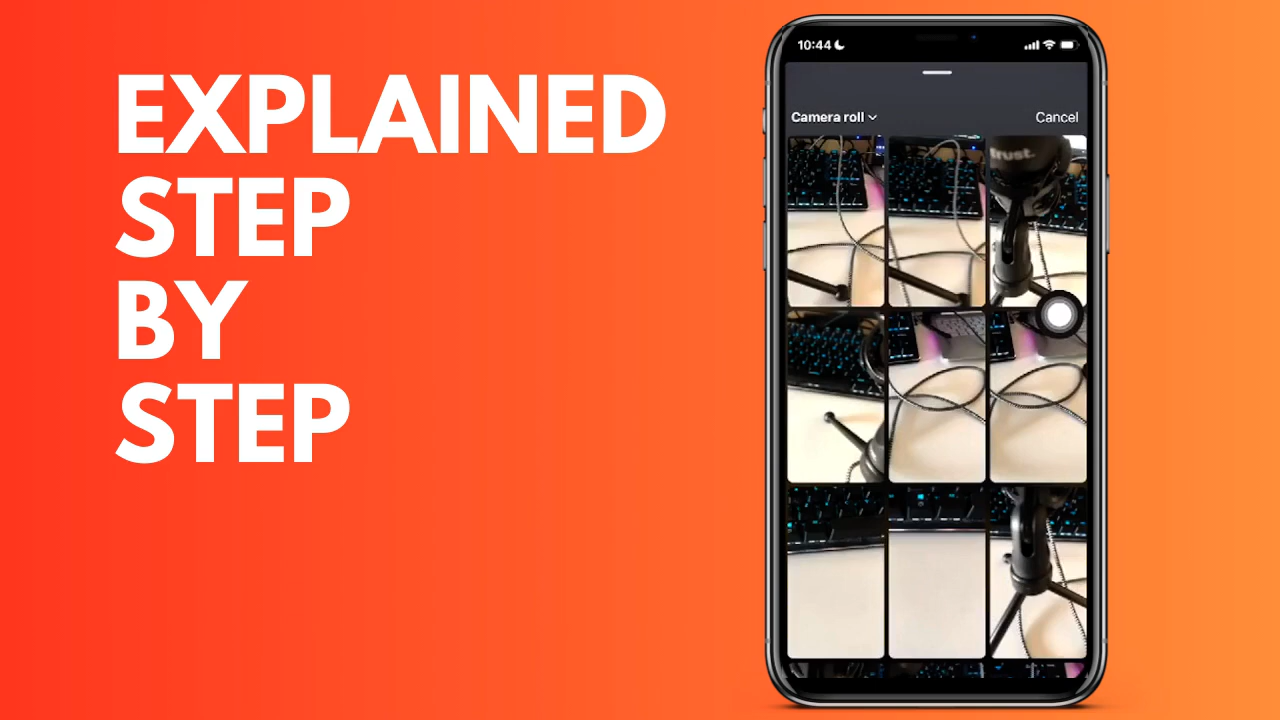 EXPLAINED
STEP
BY
STEP
10:44
Camera roll
Cancel
trust.